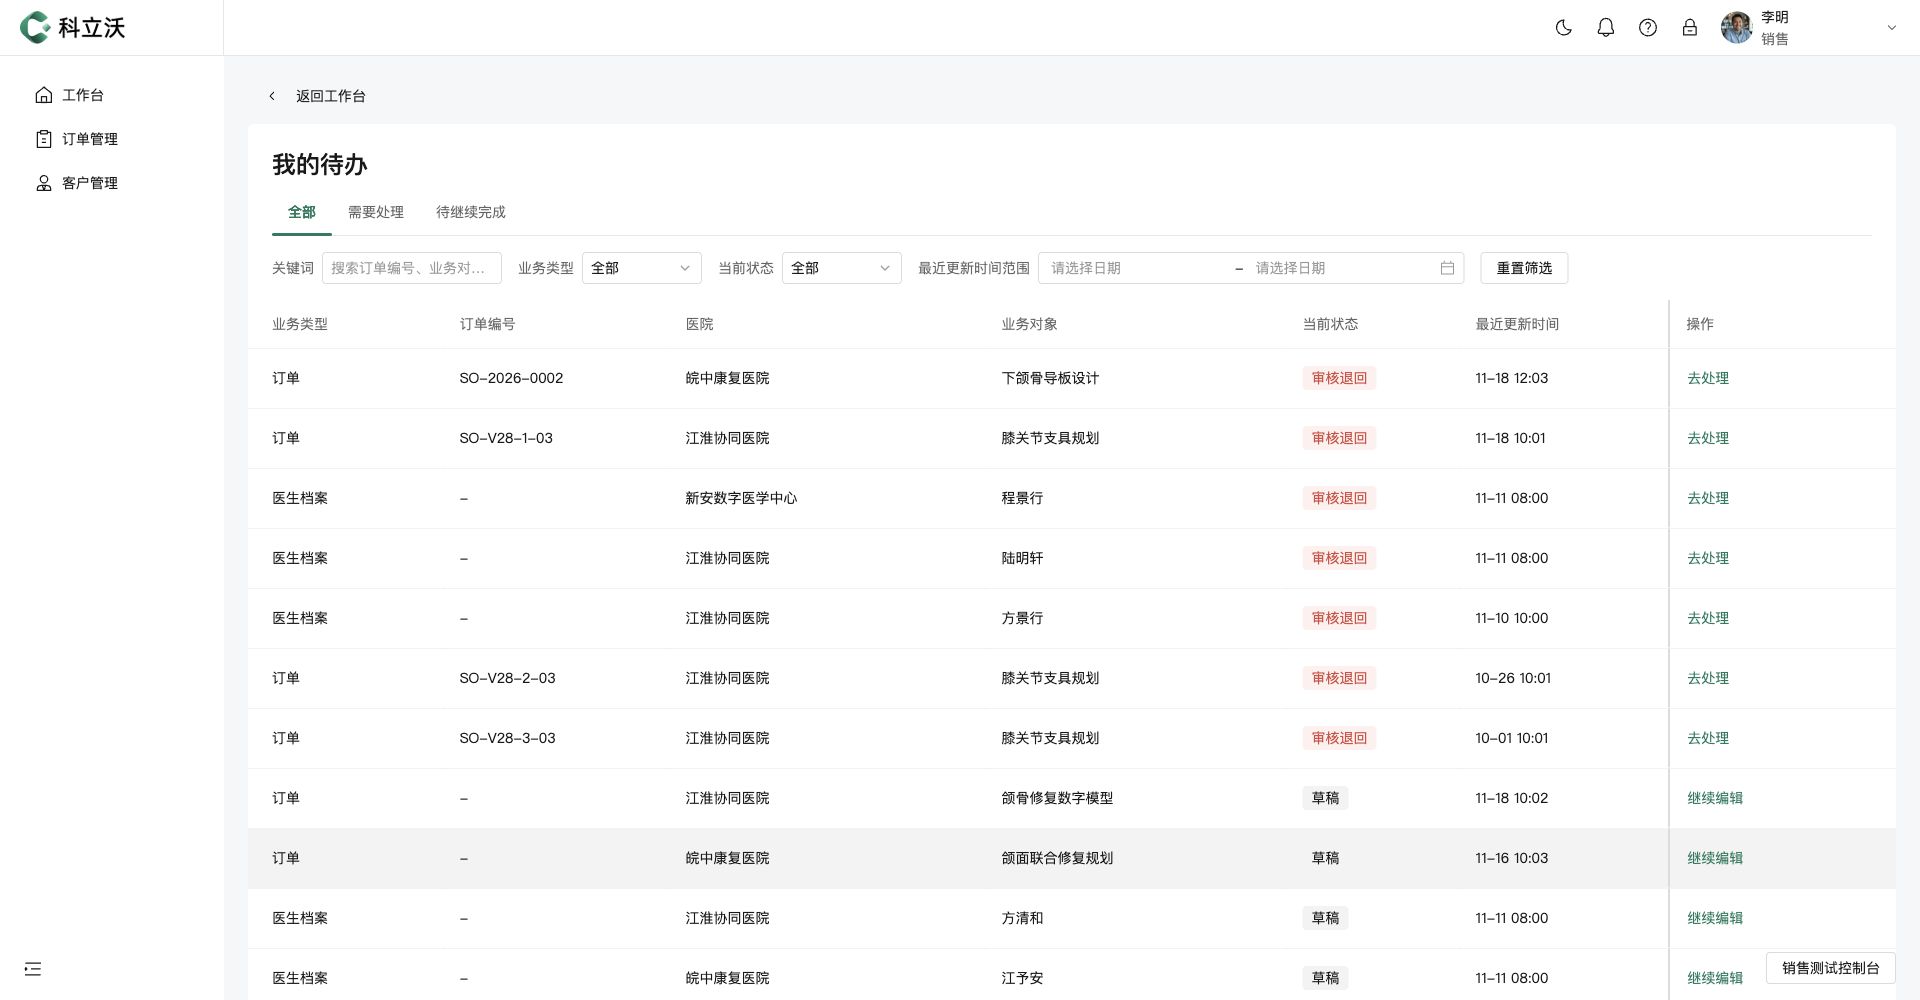 科立沃
李明
销售
工作台
订单管理
客户管理
返回工作台
我的待办
全部 需要处理 待继续完成
关键词 搜索订单编号、业务对... 业务类型 全部 当前状态 全部 最近更新时间范围 请选择日期 – 请选择日期 重置筛选
业务类型 订单编号 医院 业务对象 当前状态 最近更新时间 操作
订单 SO-2026-0002 皖中康复医院 下颌骨导板设计 审核退回 11-18 12:03 去处理
订单 SO-V28-1-03 江淮协同医院 膝关节支具规划 审核退回 11-18 10:01 去处理
医生档案 – 新安数字医学中心 程景行 审核退回 11-11 08:00 去处理
医生档案 – 江淮协同医院 陆明轩 审核退回 11-11 08:00 去处理
医生档案 – 江淮协同医院 方景行 审核退回 11-10 10:00 去处理
订单 SO-V28-2-03 江淮协同医院 膝关节支具规划 审核退回 10-26 10:01 去处理
订单 SO-V28-3-03 江淮协同医院 膝关节支具规划 审核退回 10-01 10:01 去处理
订单 – 江淮协同医院 颌骨修复数字模型 草稿 11-18 10:02 继续编辑
订单 – 皖中康复医院 颌面联合修复规划 草稿 11-16 10:03 继续编辑
医生档案 – 江淮协同医院 方清和 草稿 11-11 08:00 继续编辑
医生档案 – 皖中康复医院 江予安 草稿 11-11 08:00 继续编辑
销售测试控制台